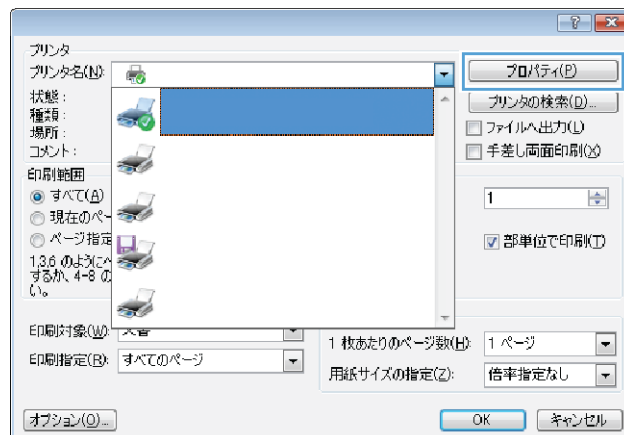 プリンタ
プリンタ名(N):
プロパティ(P)
状態 :
プリンタの検索(D)...
種類 :
場所 :
ファイルへ出力(L)
コメント :
手差し両面印刷(X)
印刷範囲
すべて(A)
1
現在のペー
ページ指定
部単位で印刷(T)
1,3,6 のように
するか、4-8 の
い。
印刷対象(W):
1 枚あたりのページ数(H):
1 ページ
印刷指定(R):
すべてのページ
用紙サイズの指定(Z):
倍率指定なし
オプション(O)...
OK
キャンセル